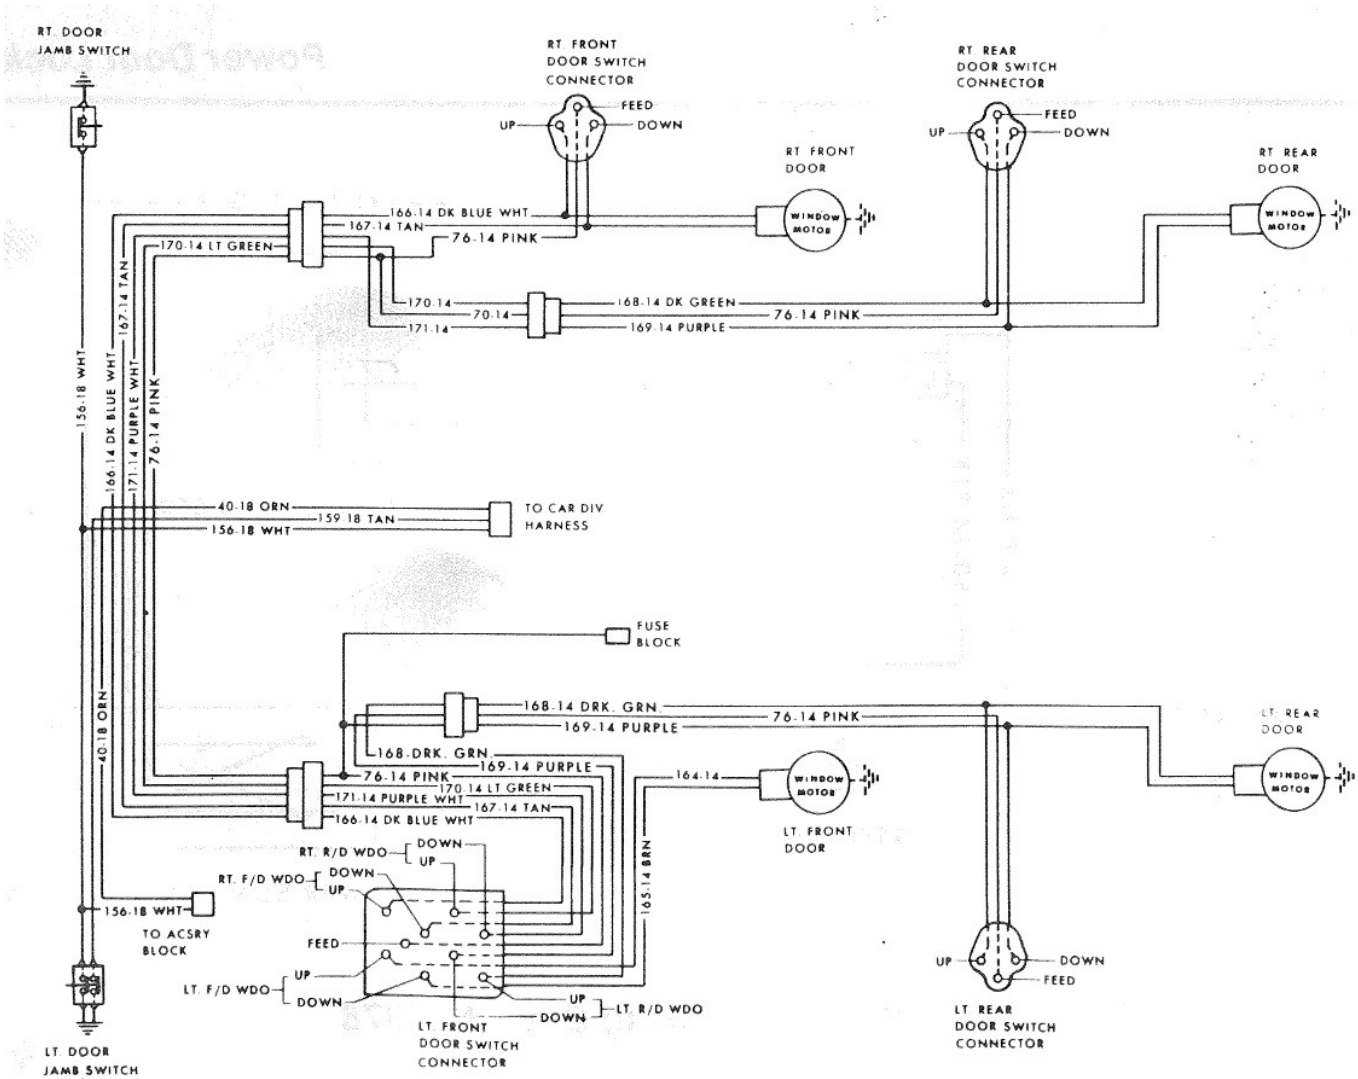 Power Door Lock
RT. DOOR
JAMB SWITCH
RT. FRONT
DOOR SWITCH
CONNECTOR
FEED
UP
DOWN
RT. REAR
DOOR SWITCH
CONNECTOR
FEED
UP
DOWN
RT FRONT
DOOR
WINDOW
MOTOR
RT REAR
DOOR
WINDOW
MOTOR
166-14 DK BLUE WHT
167-14 TAN
76-14 PINK
170-14 LT GREEN
170-14
70-14
171-14
168-14 DK GREEN
76-14 PINK
169-14 PURPLE
156-18 WHT
166-14 DK BLUE WHT
167-14 TAN
171-14 PURPLE WHT
76-14 PINK
40-18 ORN
159-18 TAN
156-18 WHT
TO CAR DIV
HARNESS
FUSE
BLOCK
40-18 ORN
168-14 DRK. GRN.
76-14 PINK
169-14 PURPLE
168-DRK. GRN.
169-14 PURPLE
76-14 PINK
170-14 LT GREEN
171-14 PURPLE WHT
167-14 TAN
166-14 DK BLUE WHT
164-14
165-14 BRN
WINDOW
MOTOR
LT. FRONT
DOOR
LT. REAR
DOOR
WINDOW
MOTOR
RT. R/D WDO
DOWN
UP
RT. F/D WDO
DOWN
UP
FEED
LT. F/D WDO
UP
DOWN
UP
DOWN
LT. R/D WDO
LT. FRONT
DOOR SWITCH
CONNECTOR
156-18 WHT
TO ACSRY
BLOCK
UP
DOWN
FEED
LT. REAR
DOOR SWITCH
CONNECTOR
LT. DOOR
JAMB SWITCH